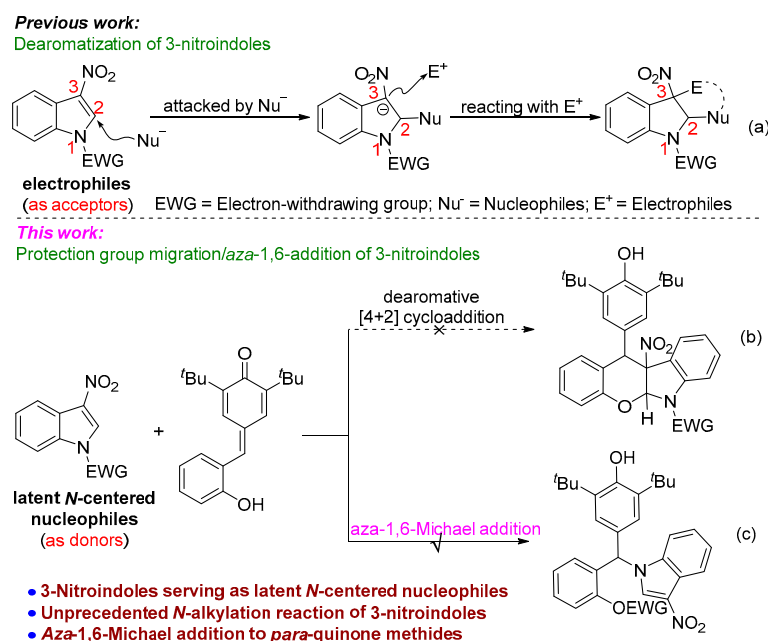 Previous work:
Dearomatization of 3-nitroindoles
NO2
3
2
N
1
EWG
Nu−
attacked by Nu−
O2N
E+
3
⊖
2
Nu
N
1
EWG
reacting with E+
O2N
E
3
2
Nu
N
1
EWG
(a)
electrophiles
(as acceptors)
EWG = Electron-withdrawing group; Nu− = Nucleophiles; E+ = Electrophiles
This work:
Protection group migration/aza-1,6-addition of 3-nitroindoles
NO2
N
EWG
latent N-centered
nucleophiles
(as donors)
+
O
tBu
tBu
OH
dearomative
[4+2] cycloaddition
×
OH
tBu
tBu
NO2
O
H
N
EWG
(b)
aza-1,6-Michael addition
√
OH
tBu
tBu
N
OEWG
NO2
(c)
• 3-Nitroindoles serving as latent N-centered nucleophiles
• Unprecedented N-alkylation reaction of 3-nitroindoles
• Aza-1,6-Michael addition to para-quinone methides